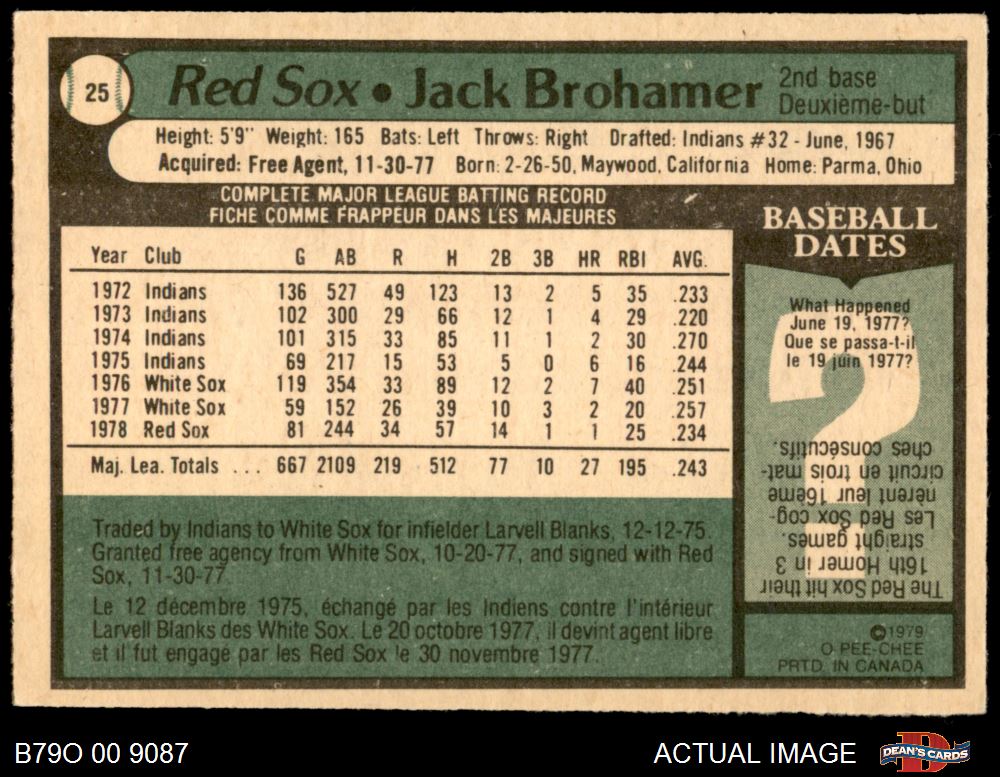 25
Red Sox • Jack Brohamer
2nd base
Deuxième-but
Height: 5'9" Weight: 165 Bats: Left Throws: Right Drafted: Indians #32 - June, 1967
Acquired: Free Agent, 11-30-77 Born: 2-26-50, Maywood, California Home: Parma, Ohio
COMPLETE MAJOR LEAGUE BATTING RECORD
FICHE COMME FRAPPEUR DANS LES MAJEURES
Year Club G AB R H 2B 3B HR RBI AVG.
1972 Indians 136 527 49 123 13 2 5 35 .233
1973 Indians 102 300 29 66 12 1 4 29 .220
1974 Indians 101 315 33 85 11 1 2 30 .270
1975 Indians 69 217 15 53 5 0 6 16 .244
1976 White Sox 119 354 33 89 12 2 7 40 .251
1977 White Sox 59 152 26 39 10 3 2 20 .257
1978 Red Sox 81 244 34 57 14 1 1 25 .234
Maj. Lea. Totals ... 667 2109 219 512 77 10 27 195 .243
Traded by Indians to White Sox for infielder Larvell Blanks, 12-12-75.
Granted free agency from White Sox, 10-20-77, and signed with Red
Sox, 11-30-77.
Le 12 décembre 1975, échangé par les Indiens contre l'intérieur
Larvell Blanks des White Sox. Le 20 octobre 1977, il devint agent libre
et il fut engagé par les Red Sox le 30 novembre 1977.
BASEBALL
DATES
What Happened
June 19, 1977?
Que se passa-t-il
le 19 juin 1977?
The Red Sox hit their
16th Homer in 3
straight games.
Les Red Sox cog-
nèrent leur 16ème
circuit en trois mat-
ches consécutifs.
©1979
O-PEE-CHEE
PRTD. IN CANADA
B79O 00 9087
ACTUAL IMAGE
DEAN'S CARDS